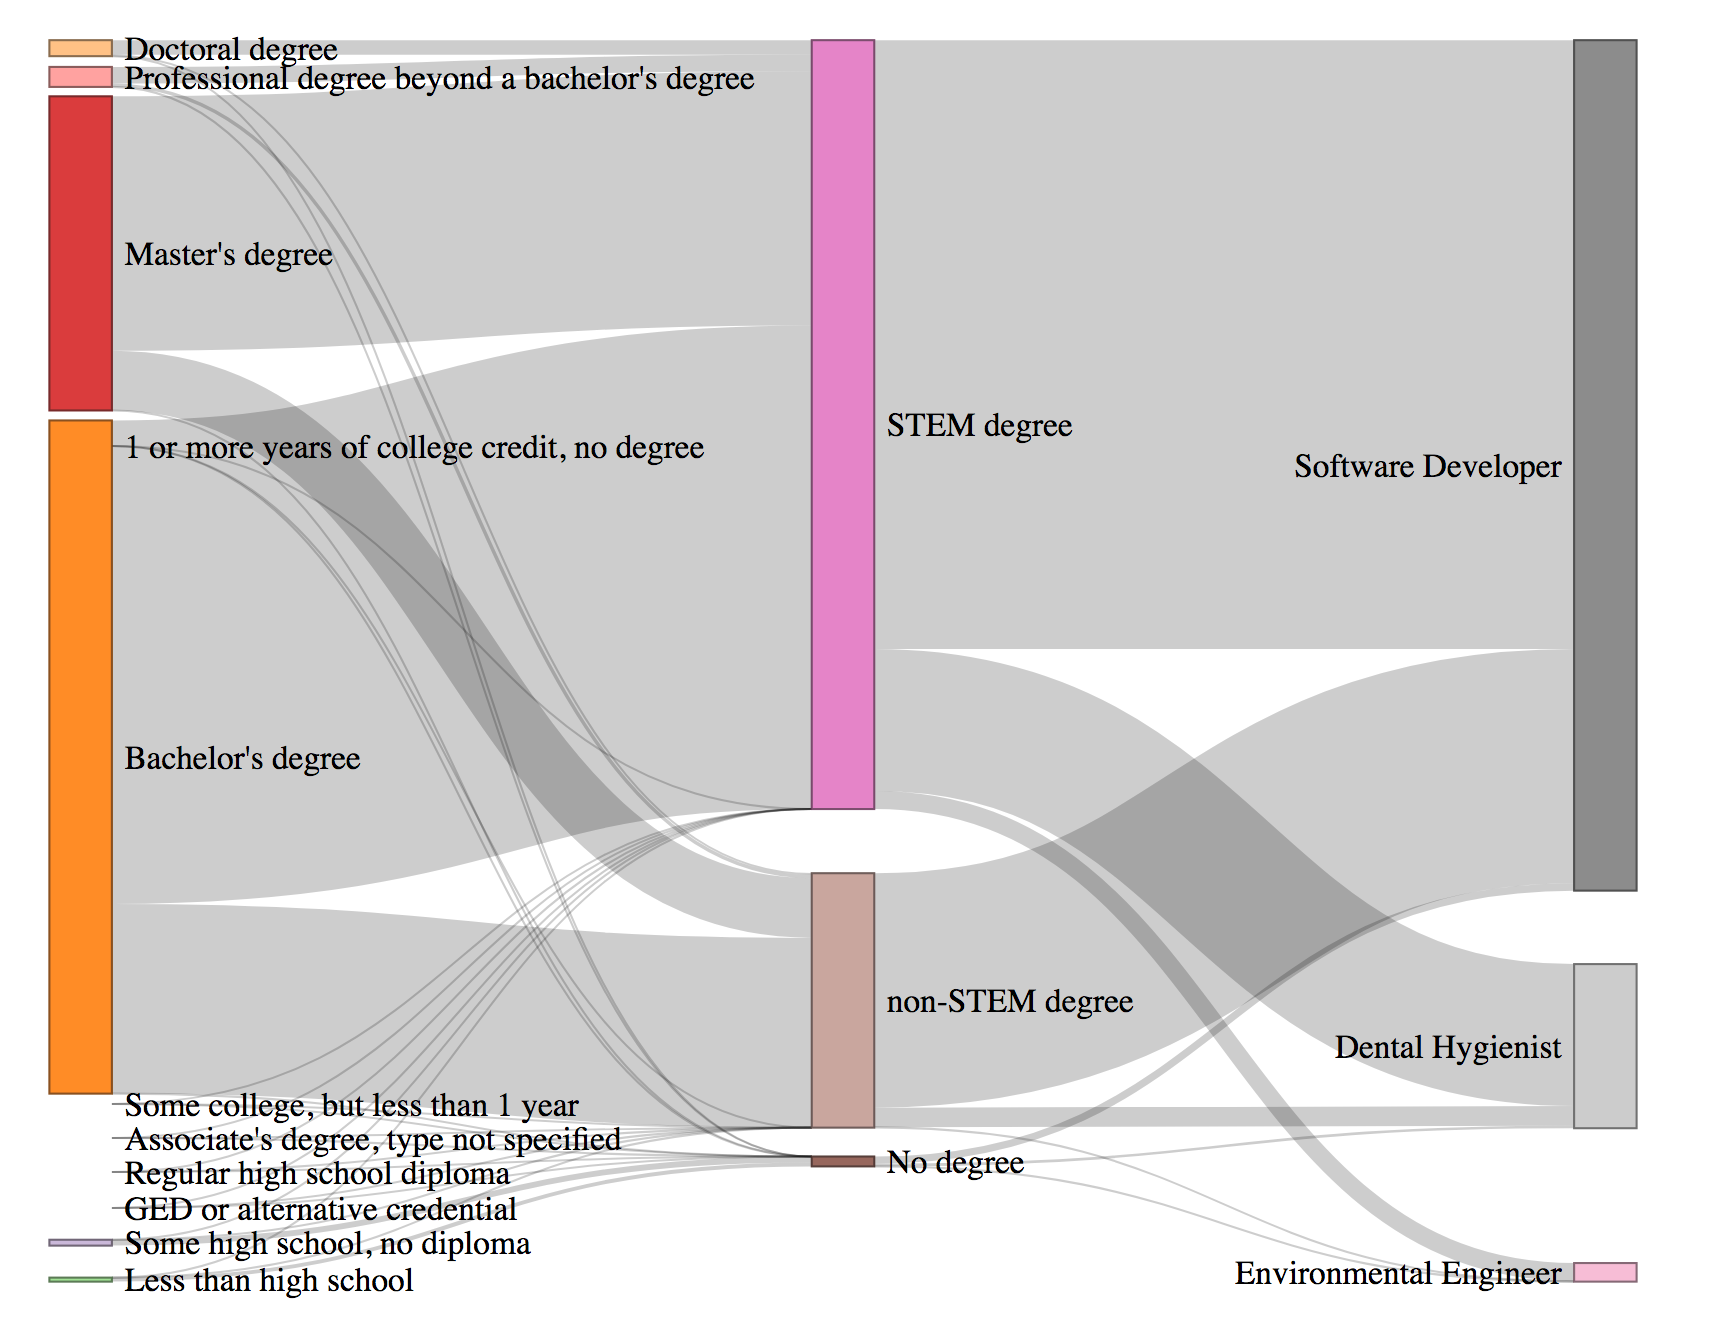 Doctoral degree
Professional degree beyond a bachelor's degree
Master's degree
1 or more years of college credit, no degree
Bachelor's degree
Some college, but less than 1 year
Associate's degree, type not specified
Regular high school diploma
GED or alternative credential
Some high school, no diploma
Less than high school
STEM degree
non-STEM degree
No degree
Software Developer
Dental Hygienist
Environmental Engineer